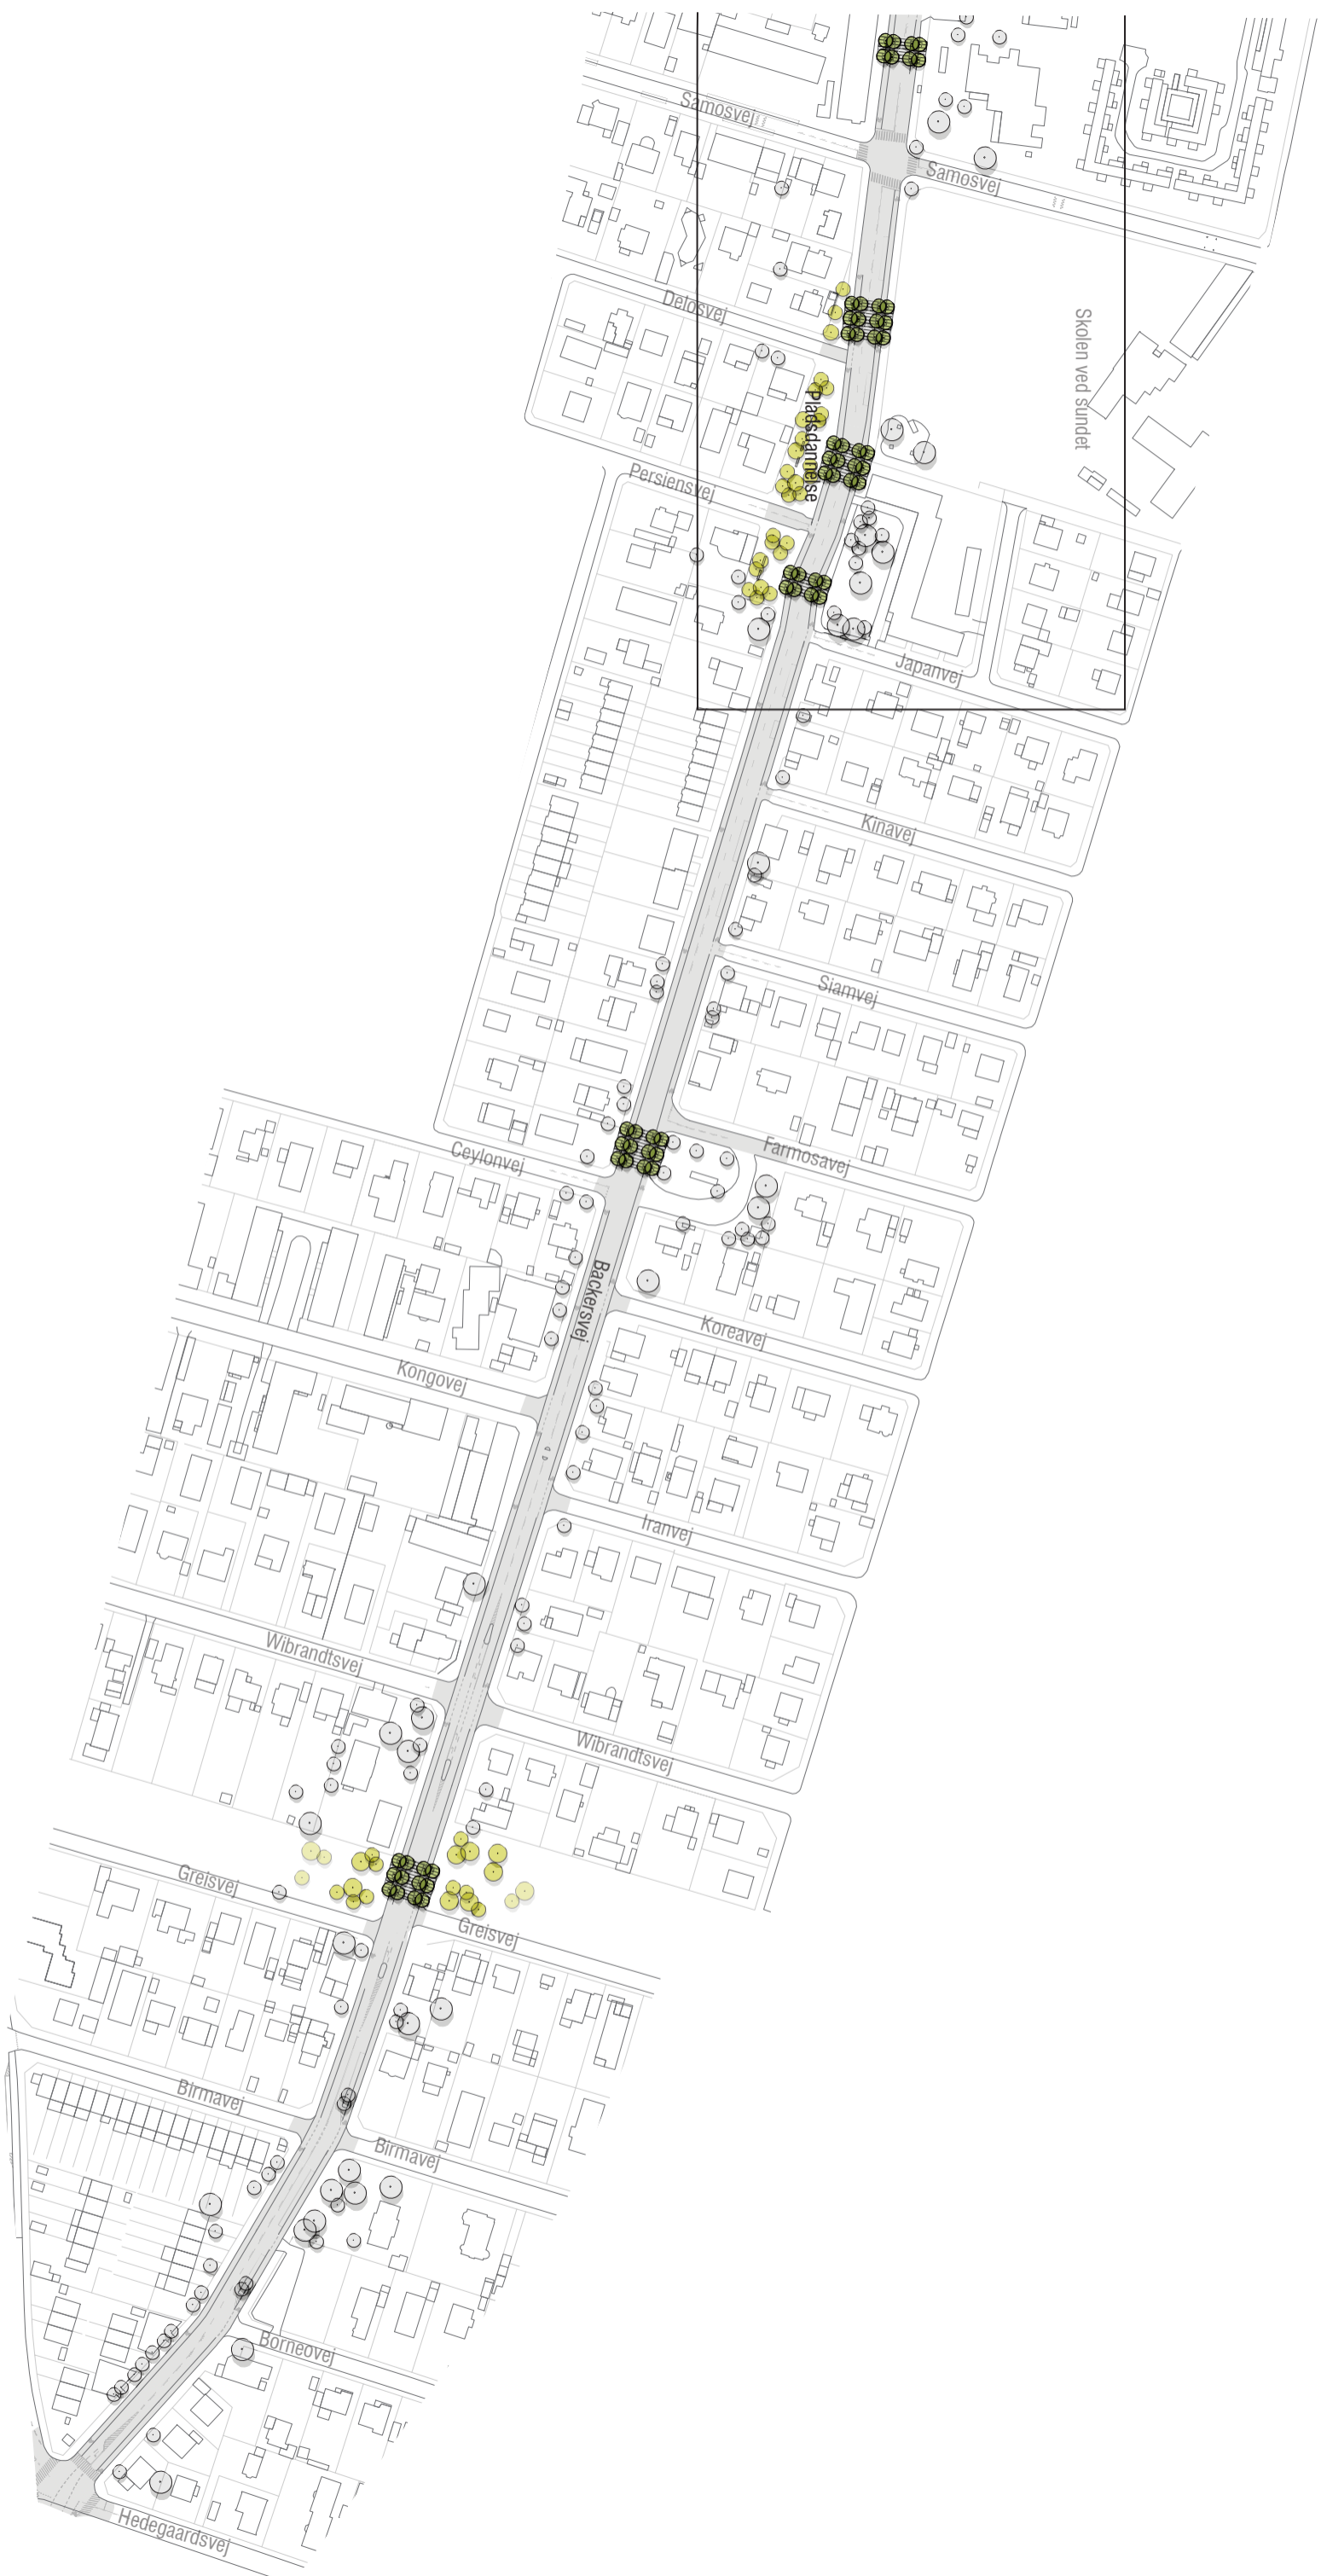 Samosvej
Samosvej
Delosvej
Skolen ved sundet
Pladsdannelse
Persiensvej
Japanvej
Kinavej
Siamvej
Farmosavej
Ceylonvej
Backersvej
Koreavej
Kongovej
Iranvej
Wibrandtsvej
Wibrandtsvej
Greisvej
Greisvej
Birmavej
Birmavej
Borneovej
Hedegaardsvej